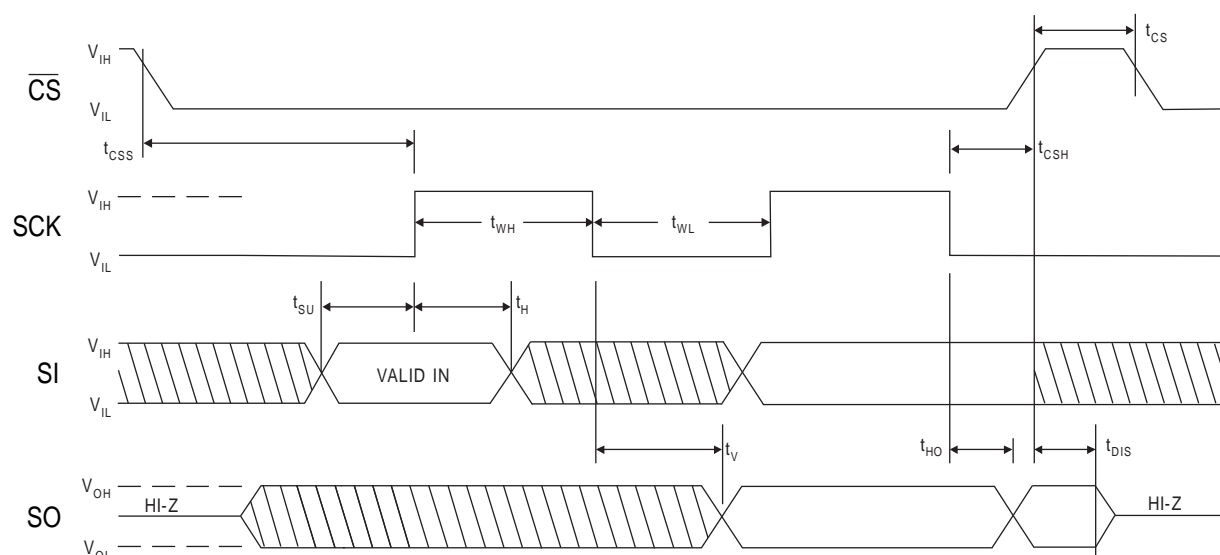 V_IH
t_CS
C̅S̅
V_IL
t_CSS
t_CSH
V_IH
SCK
t_WH
t_WL
V_IL
t_SU
t_H
V_IH
SI
VALID IN
V_IL
t_V
t_HO
t_DIS
V_OH
HI-Z
HI-Z
SO
V_OL